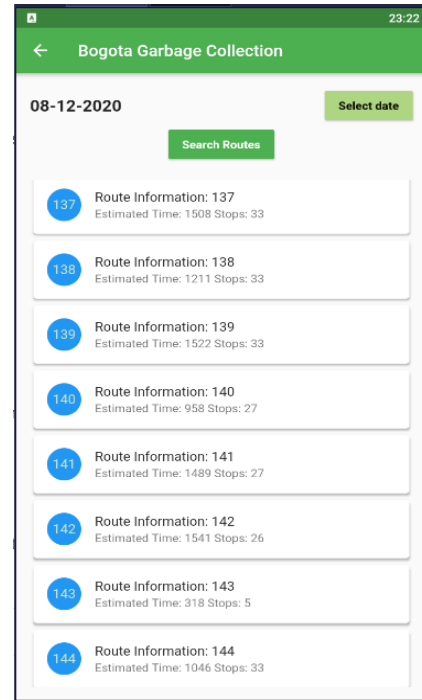 A
23:22
Bogota Garbage Collection
08-12-2020
Select date
Search Routes
137
Route Information: 137
Estimated Time: 1508 Stops: 33
138
Route Information: 138
Estimated Time: 1211 Stops: 33
139
Route Information: 139
Estimated Time: 1522 Stops: 33
140
Route Information: 140
Estimated Time: 958 Stops: 27
141
Route Information: 141
Estimated Time: 1489 Stops: 27
142
Route Information: 142
Estimated Time: 1541 Stops: 26
143
Route Information: 143
Estimated Time: 318 Stops: 5
144
Route Information: 144
Estimated Time: 1046 Stops: 33